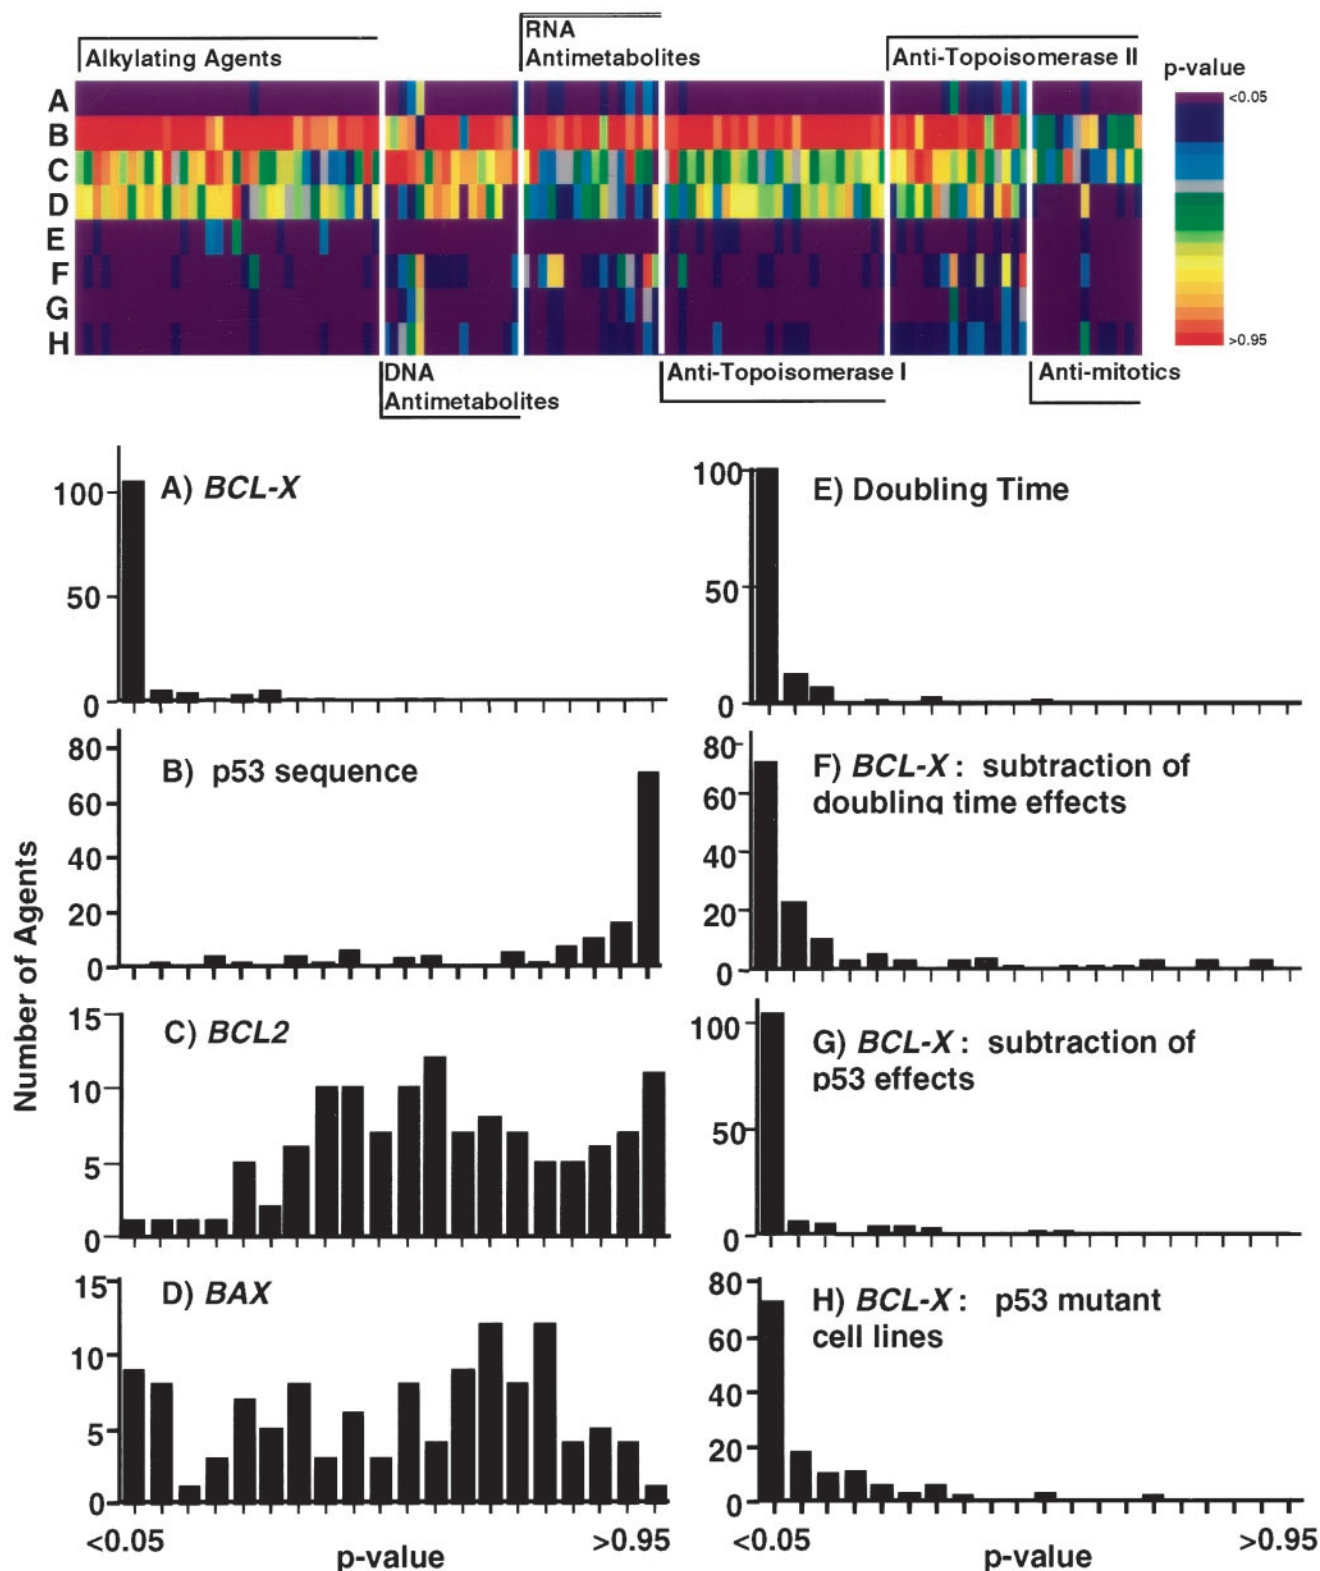 RNA
Antimetabolites
Alkylating Agents
Anti-Topoisomerase II
p-value
<0.05
>0.95
A
B
C
D
E
F
G
H
DNA
Antimetabolites
Anti-Topoisomerase I
Anti-mitotics
Number of Agents
A) BCL-X
100
50
0
B) p53 sequence
80
60
40
20
0
C) BCL2
15
10
5
0
D) BAX
15
10
5
0
<0.05
p-value
>0.95
E) Doubling Time
100
50
0
F) BCL-X : subtraction of
doubling time effects
80
60
40
20
0
G) BCL-X : subtraction of
p53 effects
100
50
0
H) BCL-X : p53 mutant
cell lines
80
60
40
20
0
<0.05
p-value
>0.95